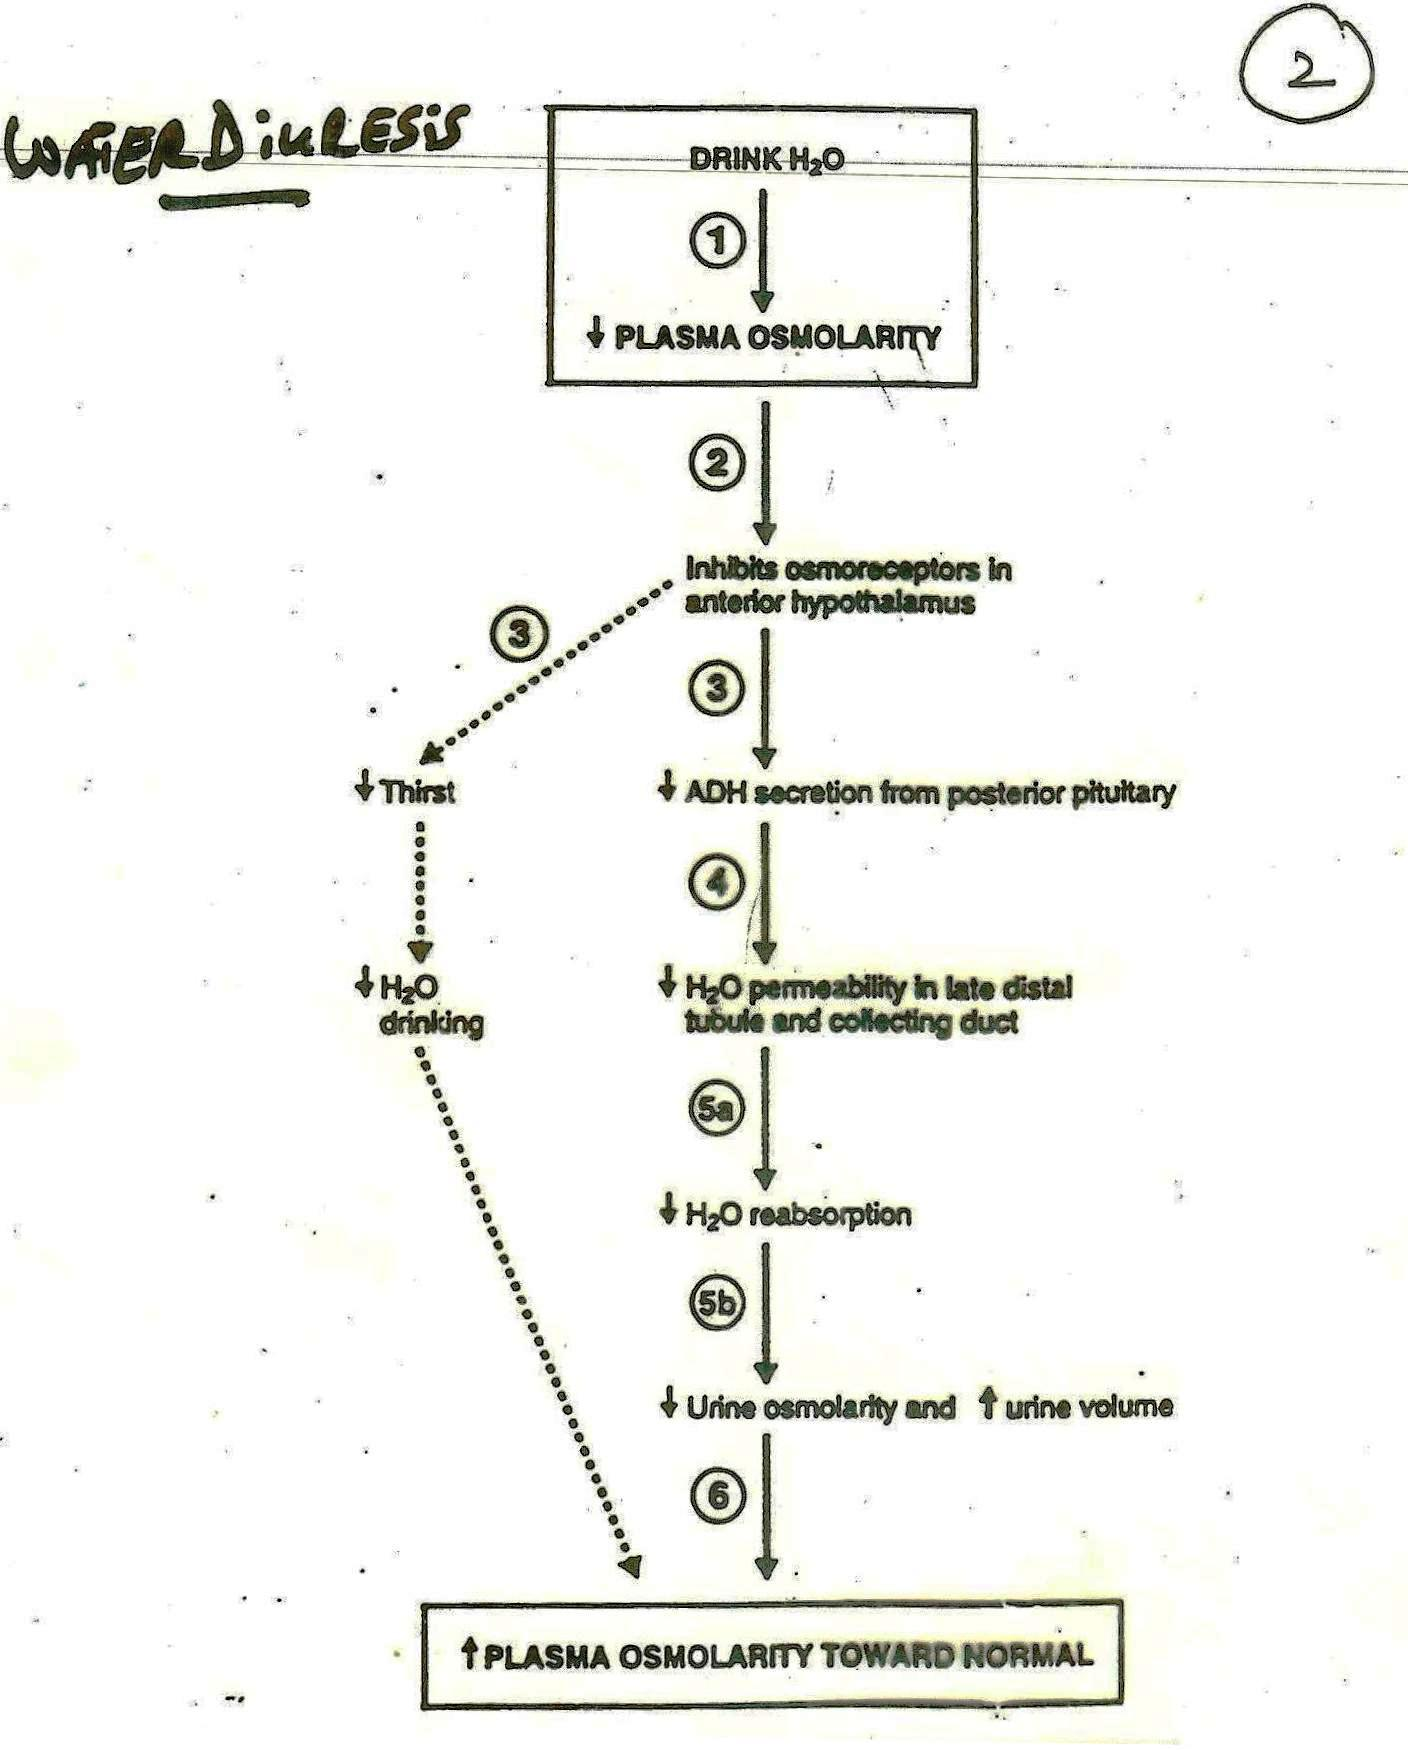 2
WATER DIURESIS
DRINK H₂O
1
↓ PLASMA OSMOLARITY
2
Inhibits osmoreceptors in
anterior hypothalamus
3
3
↓ Thirst
↓ ADH secretion from posterior pituitary
4
↓ H₂O
drinking
↓ H₂O permeability in late distal
tubule and collecting duct
5a
↓ H₂O reabsorption
5b
↓ Urine osmolarity and ↑ urine volume
6
↑ PLASMA OSMOLARITY TOWARD NORMAL